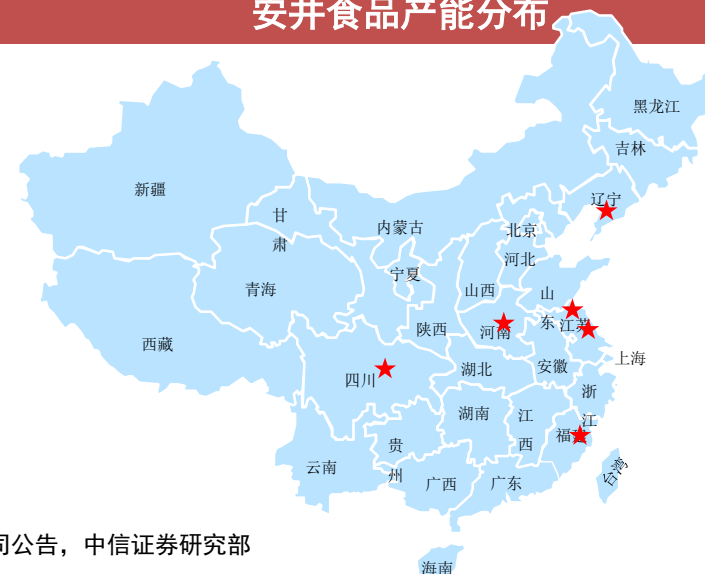 安井食品产能分布
黑龙江
吉林
新疆
辽宁
甘肃
内蒙古
北京
河北
宁夏
青海
山西
山东
江苏
陕西
河南
西藏
上海
安徽
湖北
四川
浙江
湖南
江西
福建
贵州
云南
台湾
广西
广东
司公告，中信证券研究部
海南